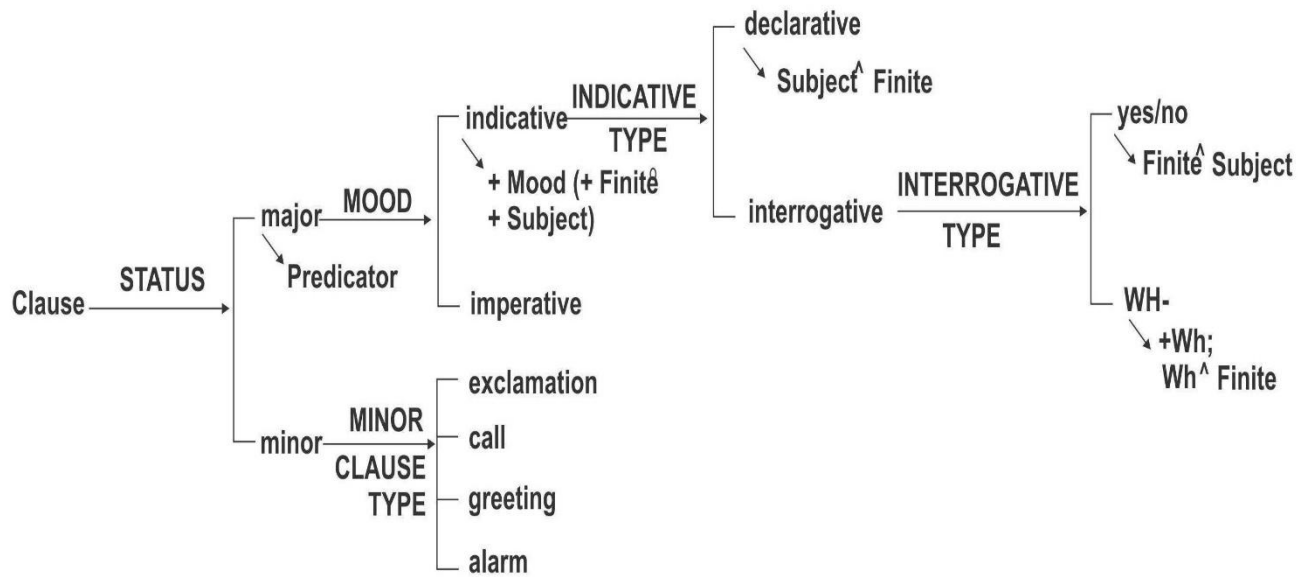 declarative
Subject^ Finite
INDICATIVE
TYPE
indicative
+ Mood (+ Finite
+ Subject)
yes/no
Finite^ Subject
INTERROGATIVE
TYPE
interrogative
major
MOOD
Predicator
STATUS
Clause
imperative
WH-
+Wh;
Wh^ Finite
exclamation
minor
MINOR
CLAUSE
TYPE
call
greeting
alarm